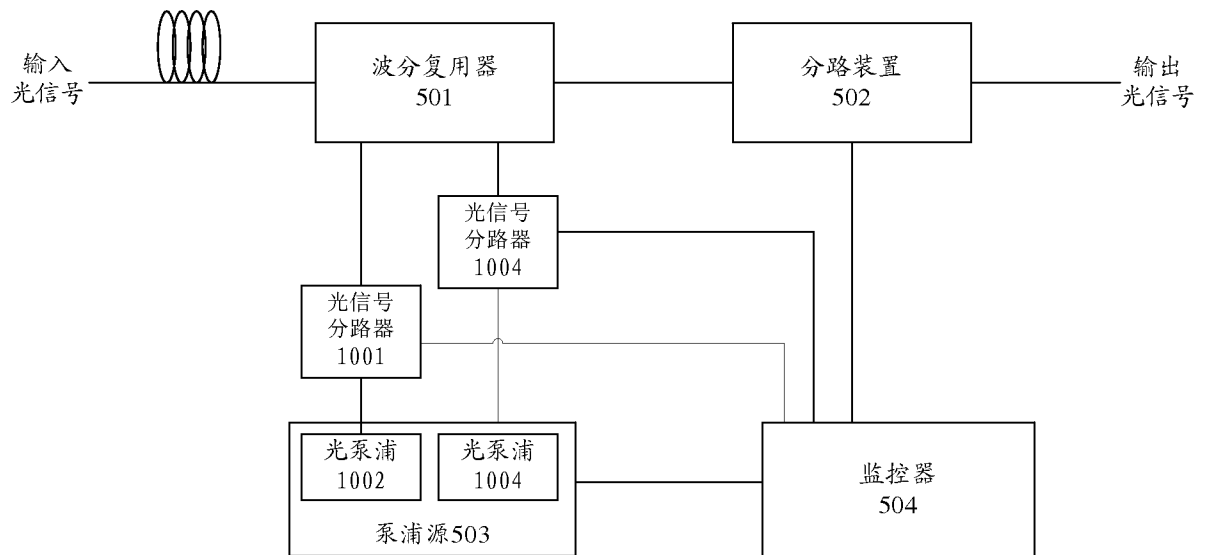 输入
光信号
波分复用器
501
分路装置
502
输出
光信号
光信号
分路器
1004
光信号
分路器
1001
光泵浦
1002
光泵浦
1004
泵浦源503
监控器
504